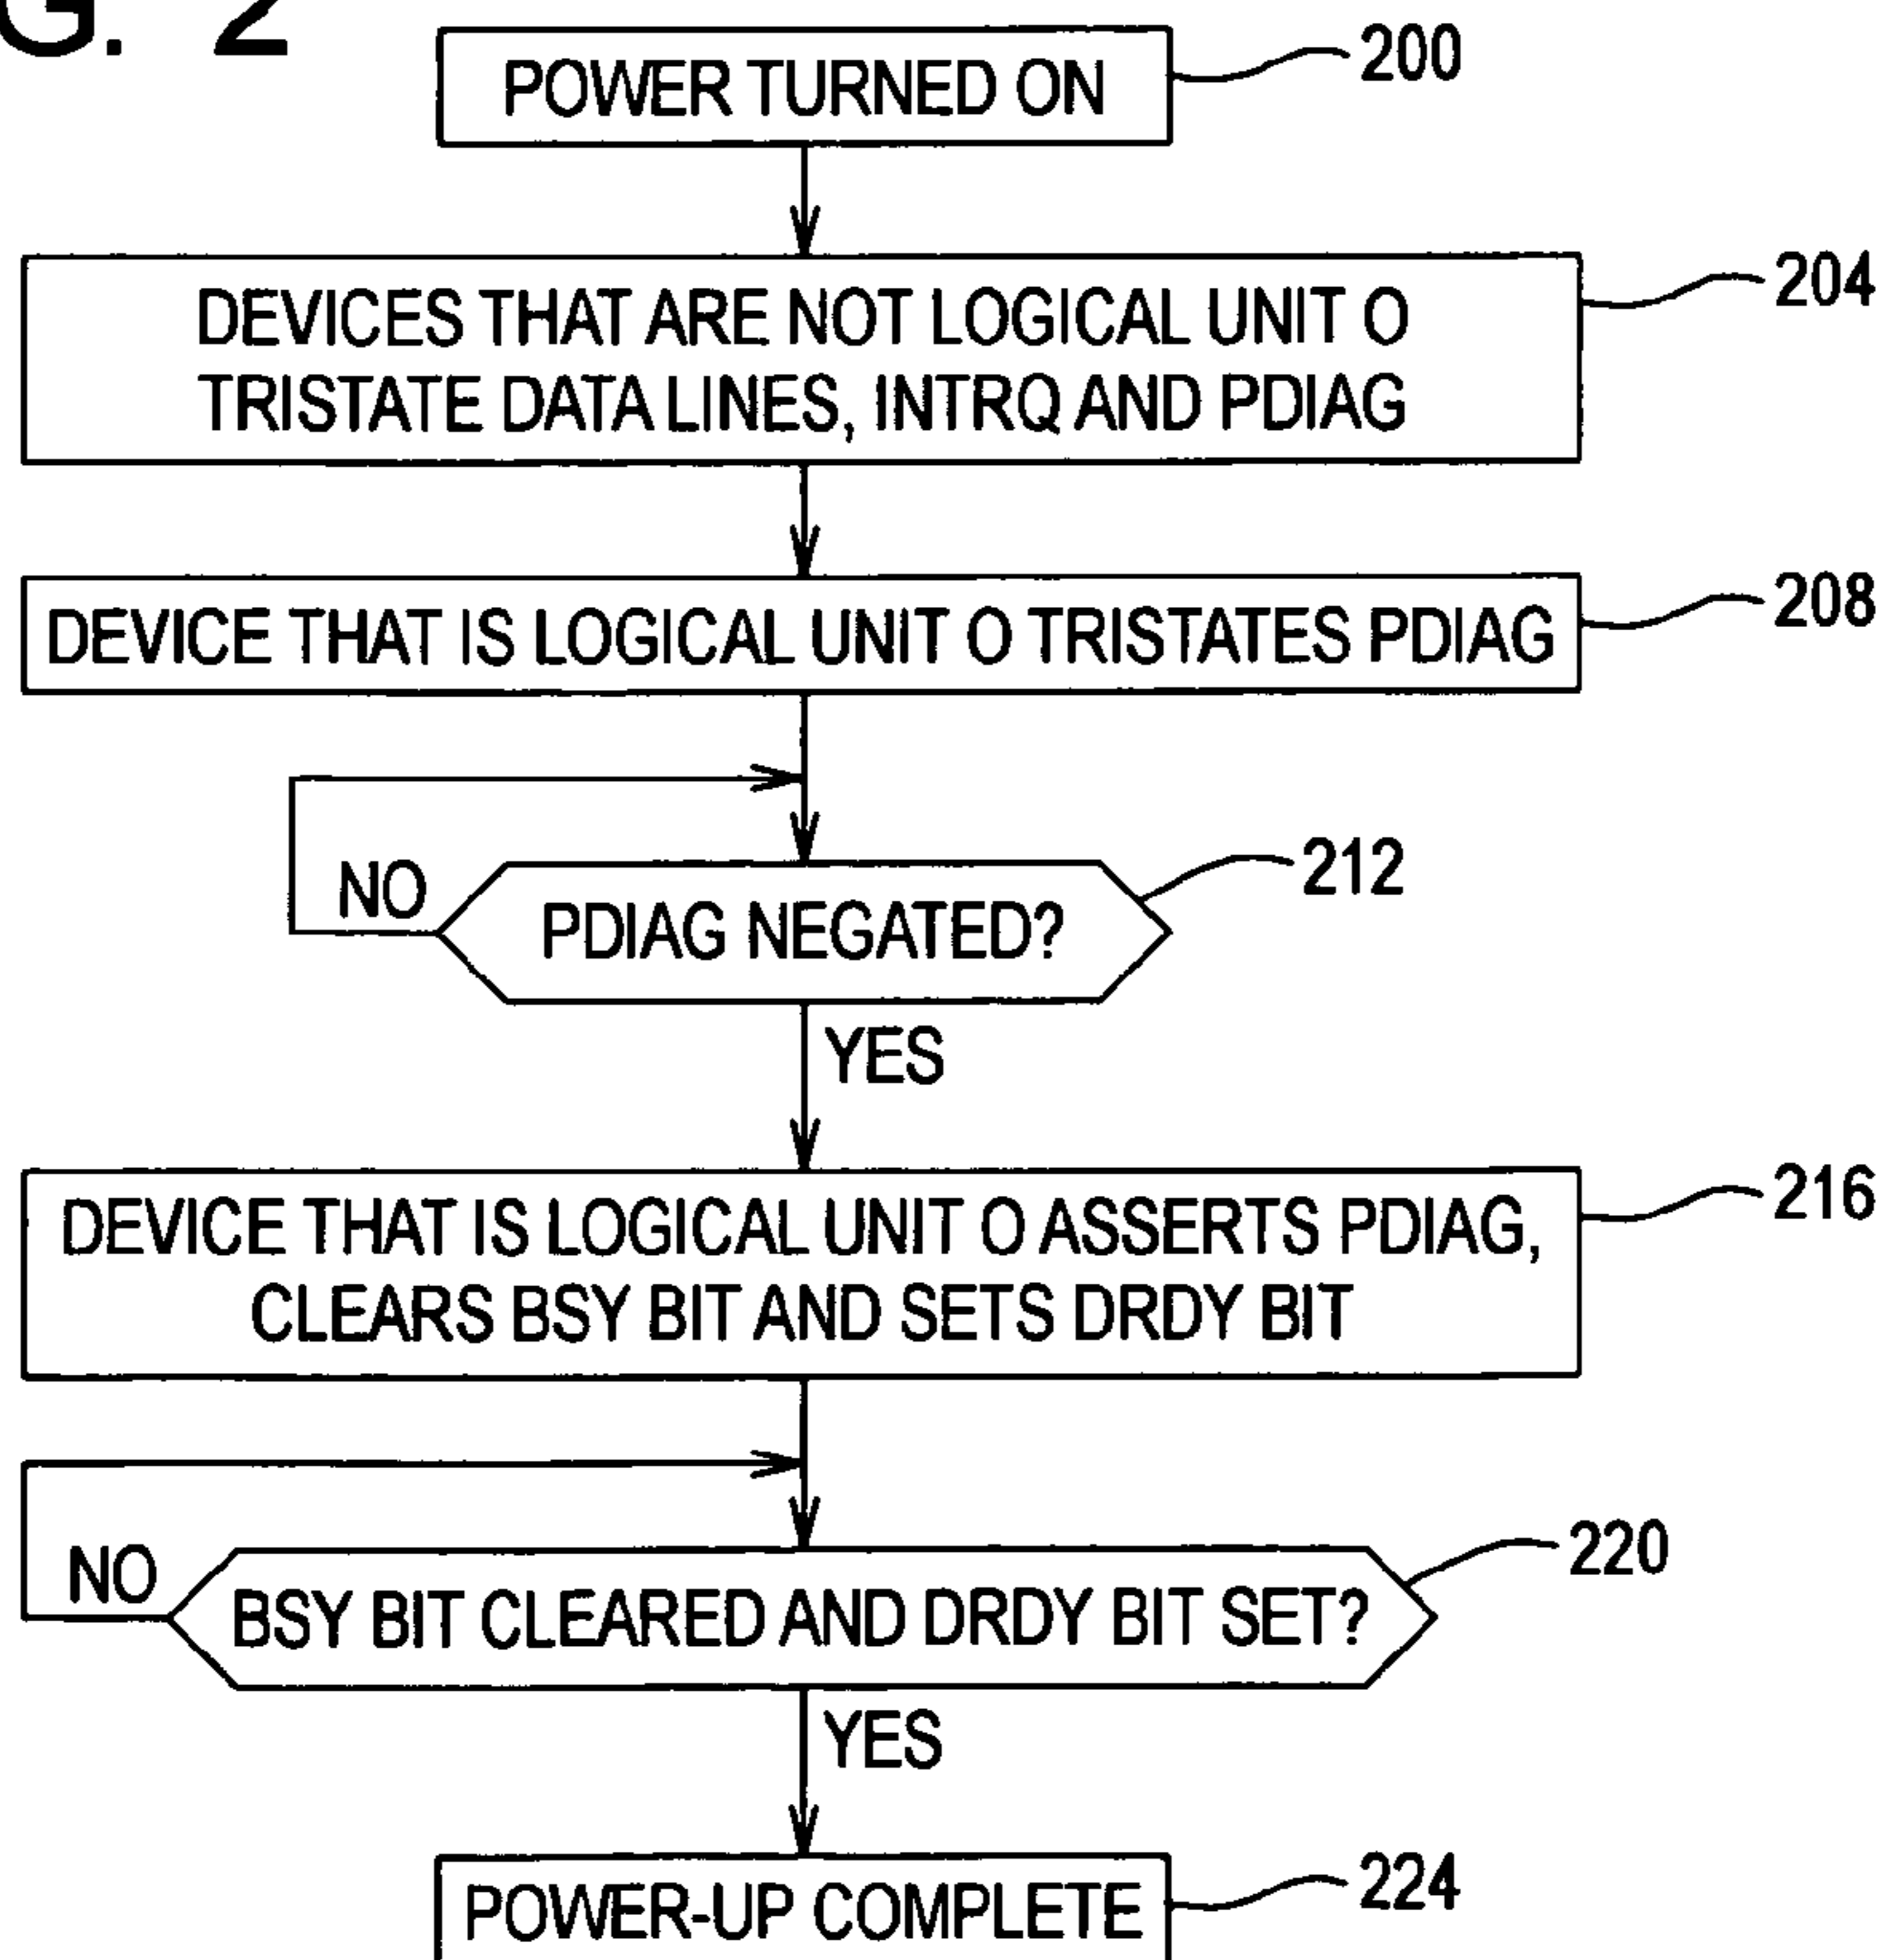 G. 2
POWER TURNED ON
200
DEVICES THAT ARE NOT LOGICAL UNIT O
TRISTATE DATA LINES, INTRQ AND PDIAG
204
DEVICE THAT IS LOGICAL UNIT O TRISTATES PDIAG
208
NO
PDIAG NEGATED?
212
YES
DEVICE THAT IS LOGICAL UNIT O ASSERTS PDIAG,
CLEARS BSY BIT AND SETS DRDY BIT
216
NO
BSY BIT CLEARED AND DRDY BIT SET?
220
YES
POWER-UP COMPLETE
224